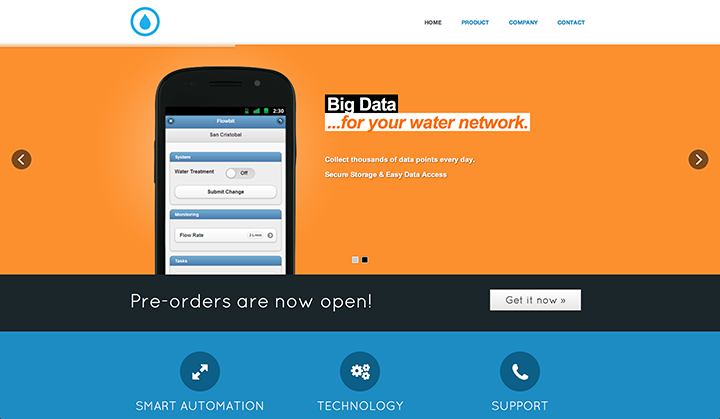 HOME PRODUCT COMPANY CONTACT
2:30
Flowbit
San Cristobal
System
Water Treatment Off
Submit Change
Monitoring
Flow Rate 2 L/min
Tasks
Big Data
...for your water network.
Collect thousands of data points every day.
Secure Storage & Easy Data Access
Pre-orders are now open! Get it now »
SMART AUTOMATION TECHNOLOGY SUPPORT